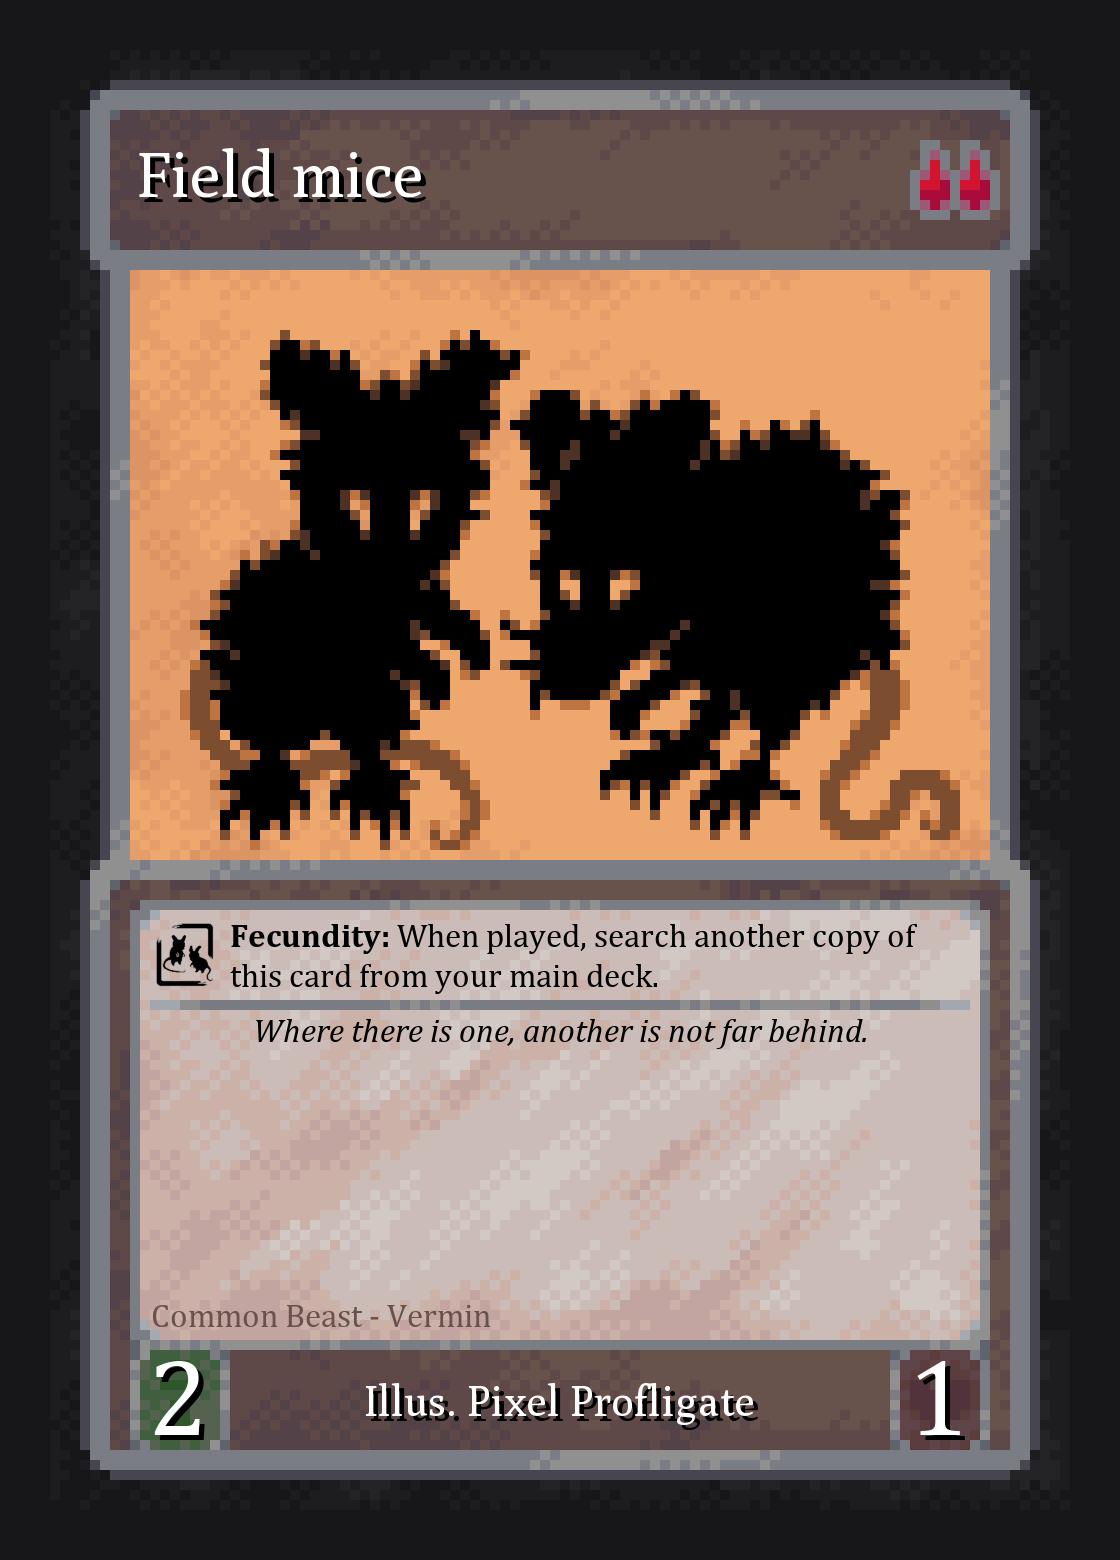 Field mice
Fecundity: When played, search another copy of
this card from your main deck.
Where there is one, another is not far behind.
Common Beast - Vermin
2
Illus. Pixel Profligate
1